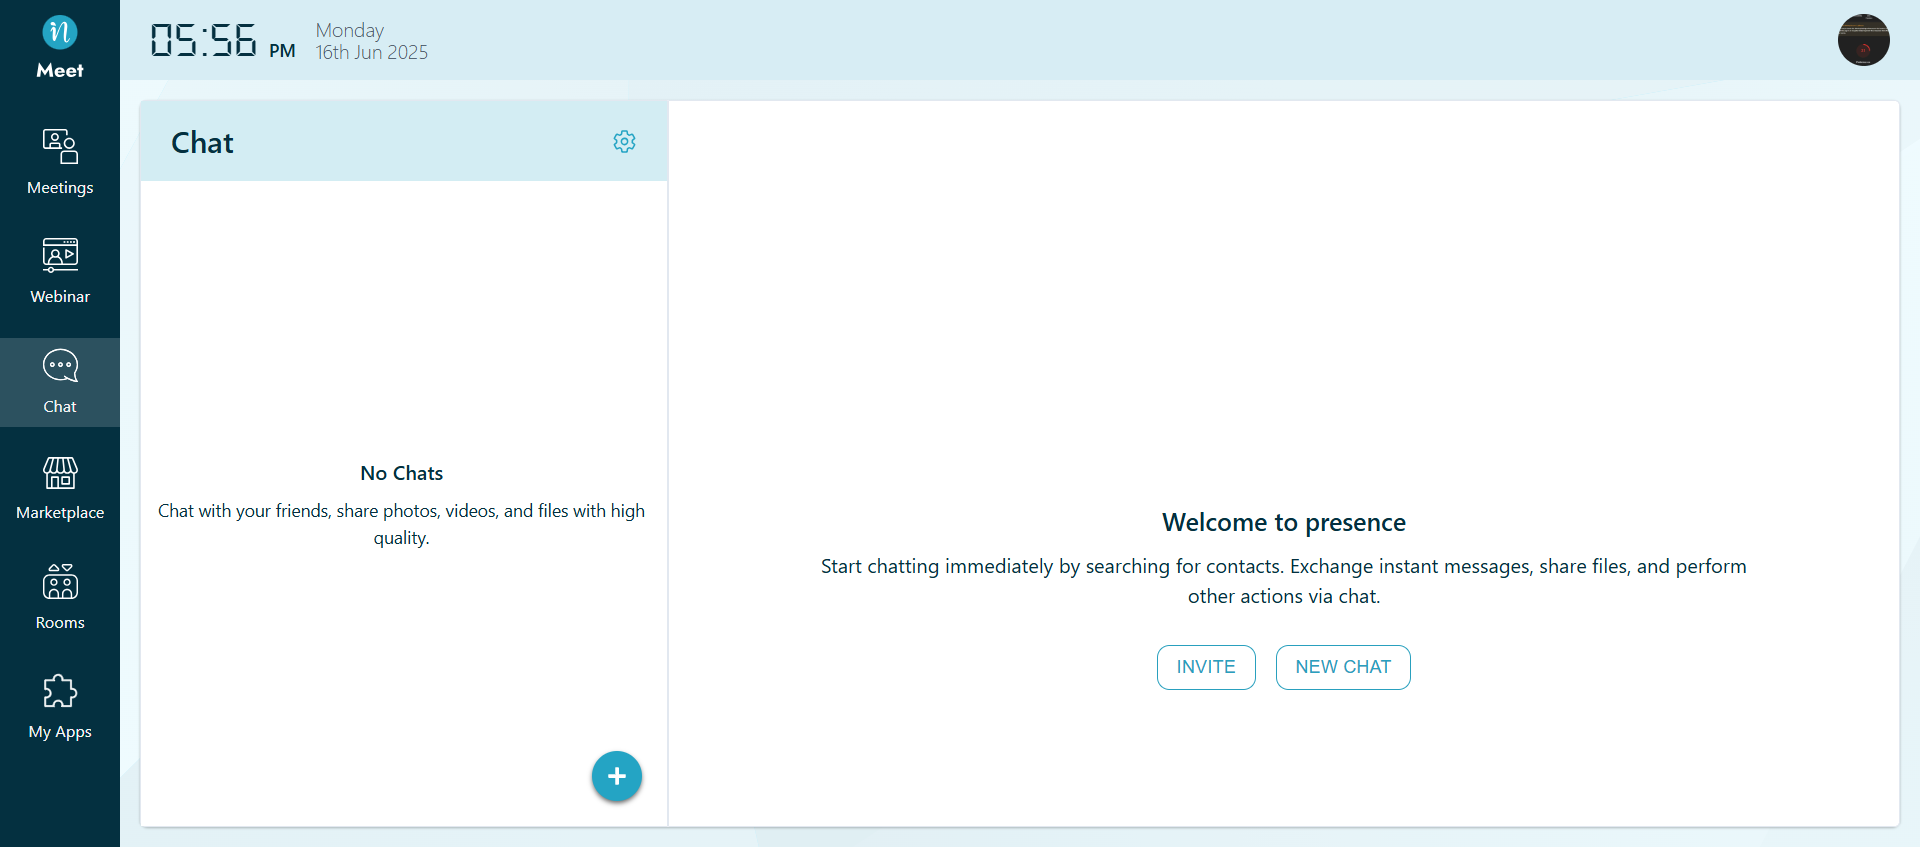 Meet
Meetings
Webinar
Chat
Marketplace
Rooms
My Apps
05:56 PM
Monday
16th Jun 2025
Chat
No Chats
Chat with your friends, share photos, videos, and files with high
quality.
Welcome to presence
Start chatting immediately by searching for contacts. Exchange instant messages, share files, and perform
other actions via chat.
INVITE
NEW CHAT